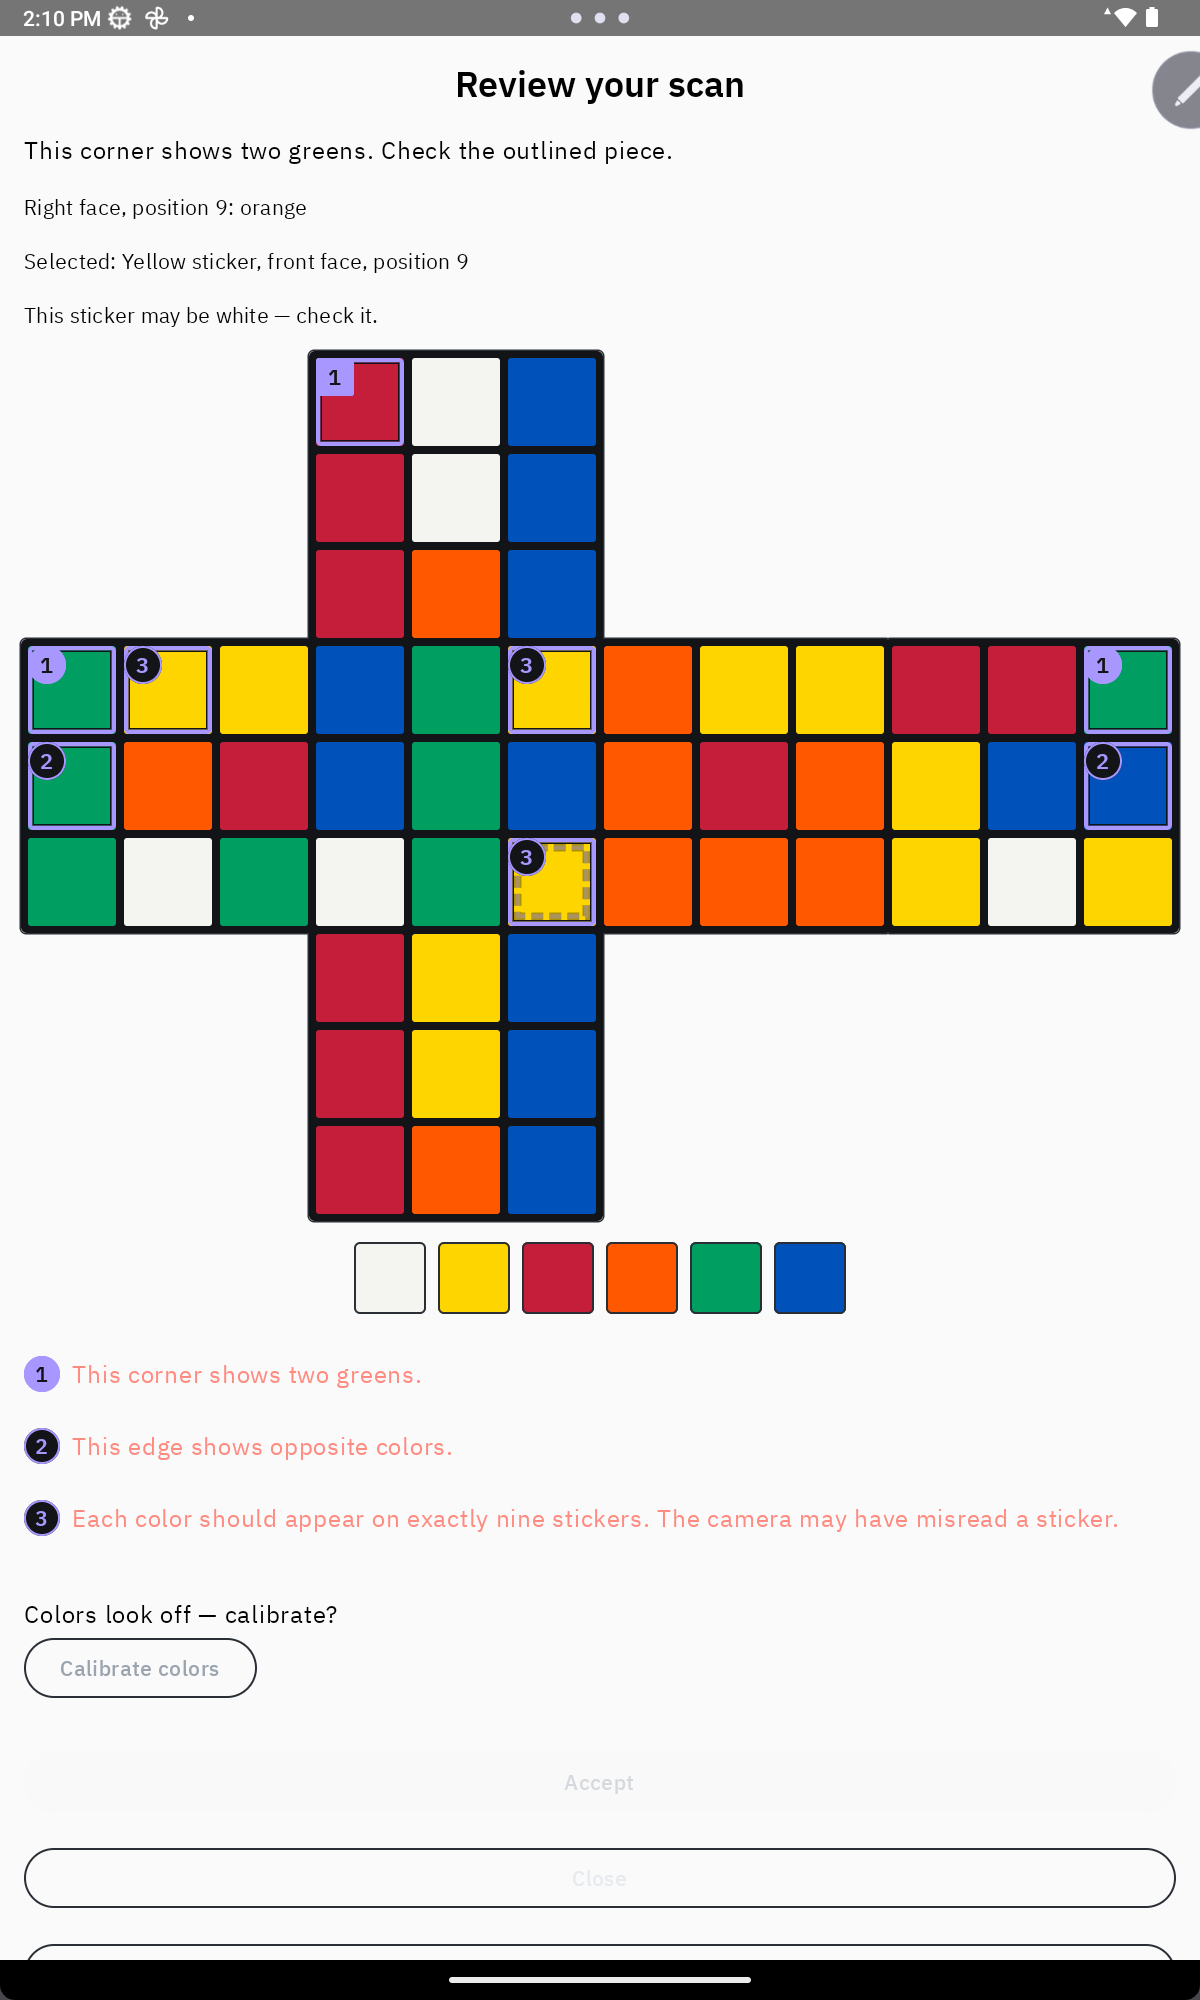 2:10 PM
Review your scan
This corner shows two greens. Check the outlined piece.
Right face, position 9: orange
Selected: Yellow sticker, front face, position 9
This sticker may be white — check it.
1
1 3 3 1
2 2
3
1 This corner shows two greens.
2 This edge shows opposite colors.
3 Each color should appear on exactly nine stickers. The camera may have misread a sticker.
Colors look off — calibrate?
Calibrate colors
Accept
Close